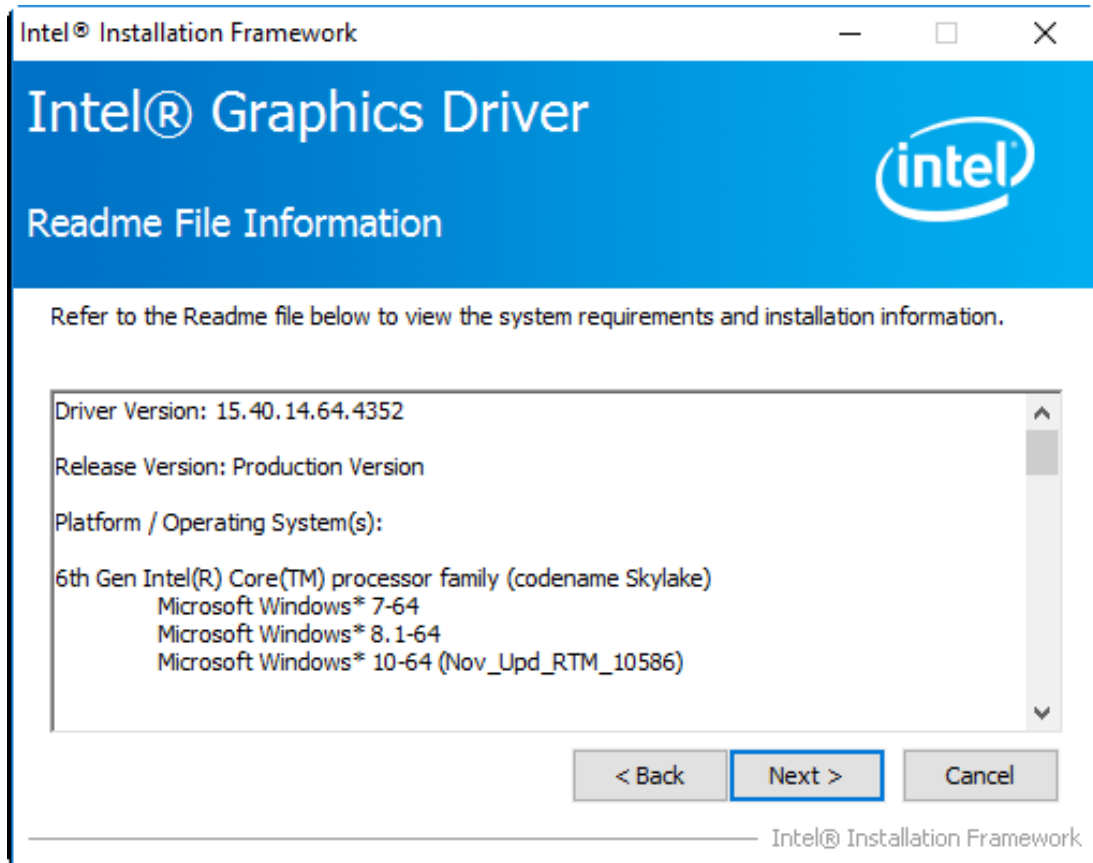 Intel® Installation Framework
Intel® Graphics Driver
intel
Readme File Information
Refer to the Readme file below to view the system requirements and installation information.
Driver Version: 15.40.14.64.4352
Release Version: Production Version
Platform / Operating System(s):
6th Gen Intel(R) Core(TM) processor family (codename Skylake)
Microsoft Windows* 7-64
Microsoft Windows* 8.1-64
Microsoft Windows* 10-64 (Nov_Upd_RTM_10586)
< Back
Next >
Cancel
Intel® Installation Framework